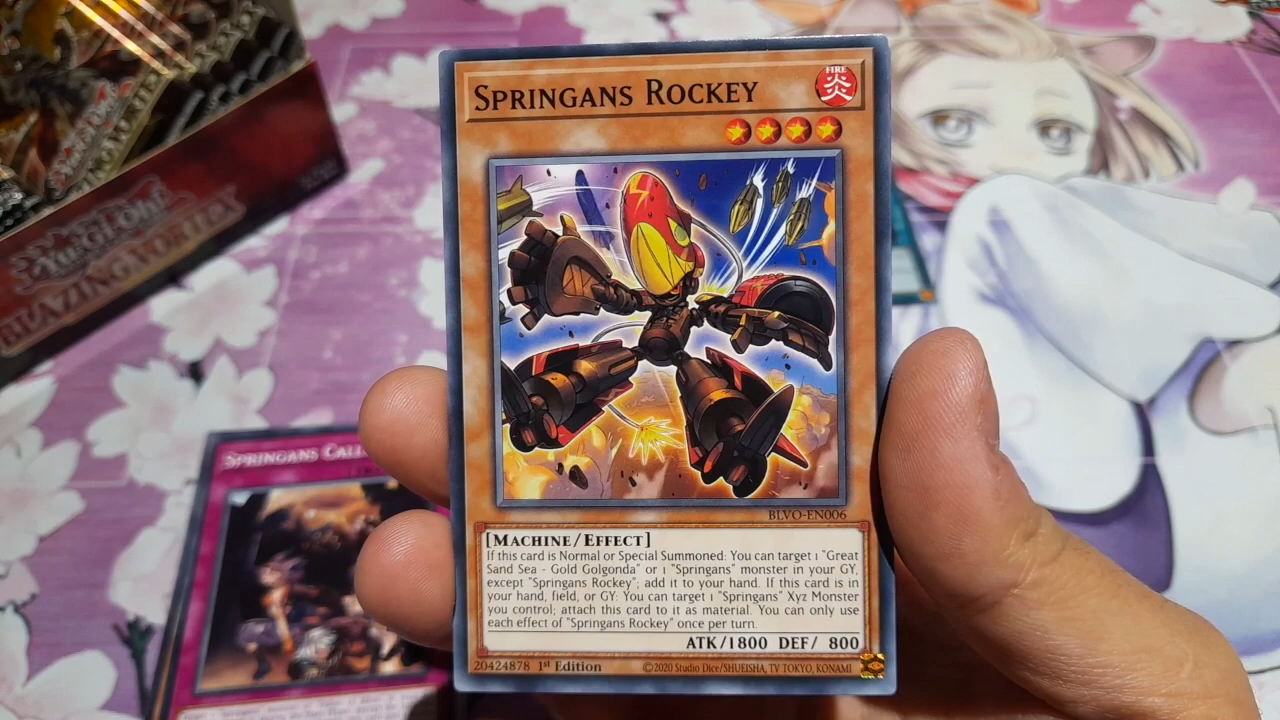 SPRINGANS ROCKEY
FIRE
炎
BLVO-EN006
[MACHINE/EFFECT]
If this card is Normal or Special Summoned: You can target 1 "Great
Sand Sea - Gold Golgonda" or 1 "Springans" monster in your GY,
except "Springans Rockey"; add it to your hand. If this card is in
your hand, field, or GY: You can target 1 "Springans" Xyz Monster
you control; attach this card to it as material. You can only use
each effect of "Springans Rockey" once per turn.
ATK/1800 DEF/ 800
20424878 1st Edition
©2020 Studio Dice/SHUEISHA, TV TOKYO, KONAMI
Yu-Gi-Oh!
BLAZING VORTEX
SPRINGANS